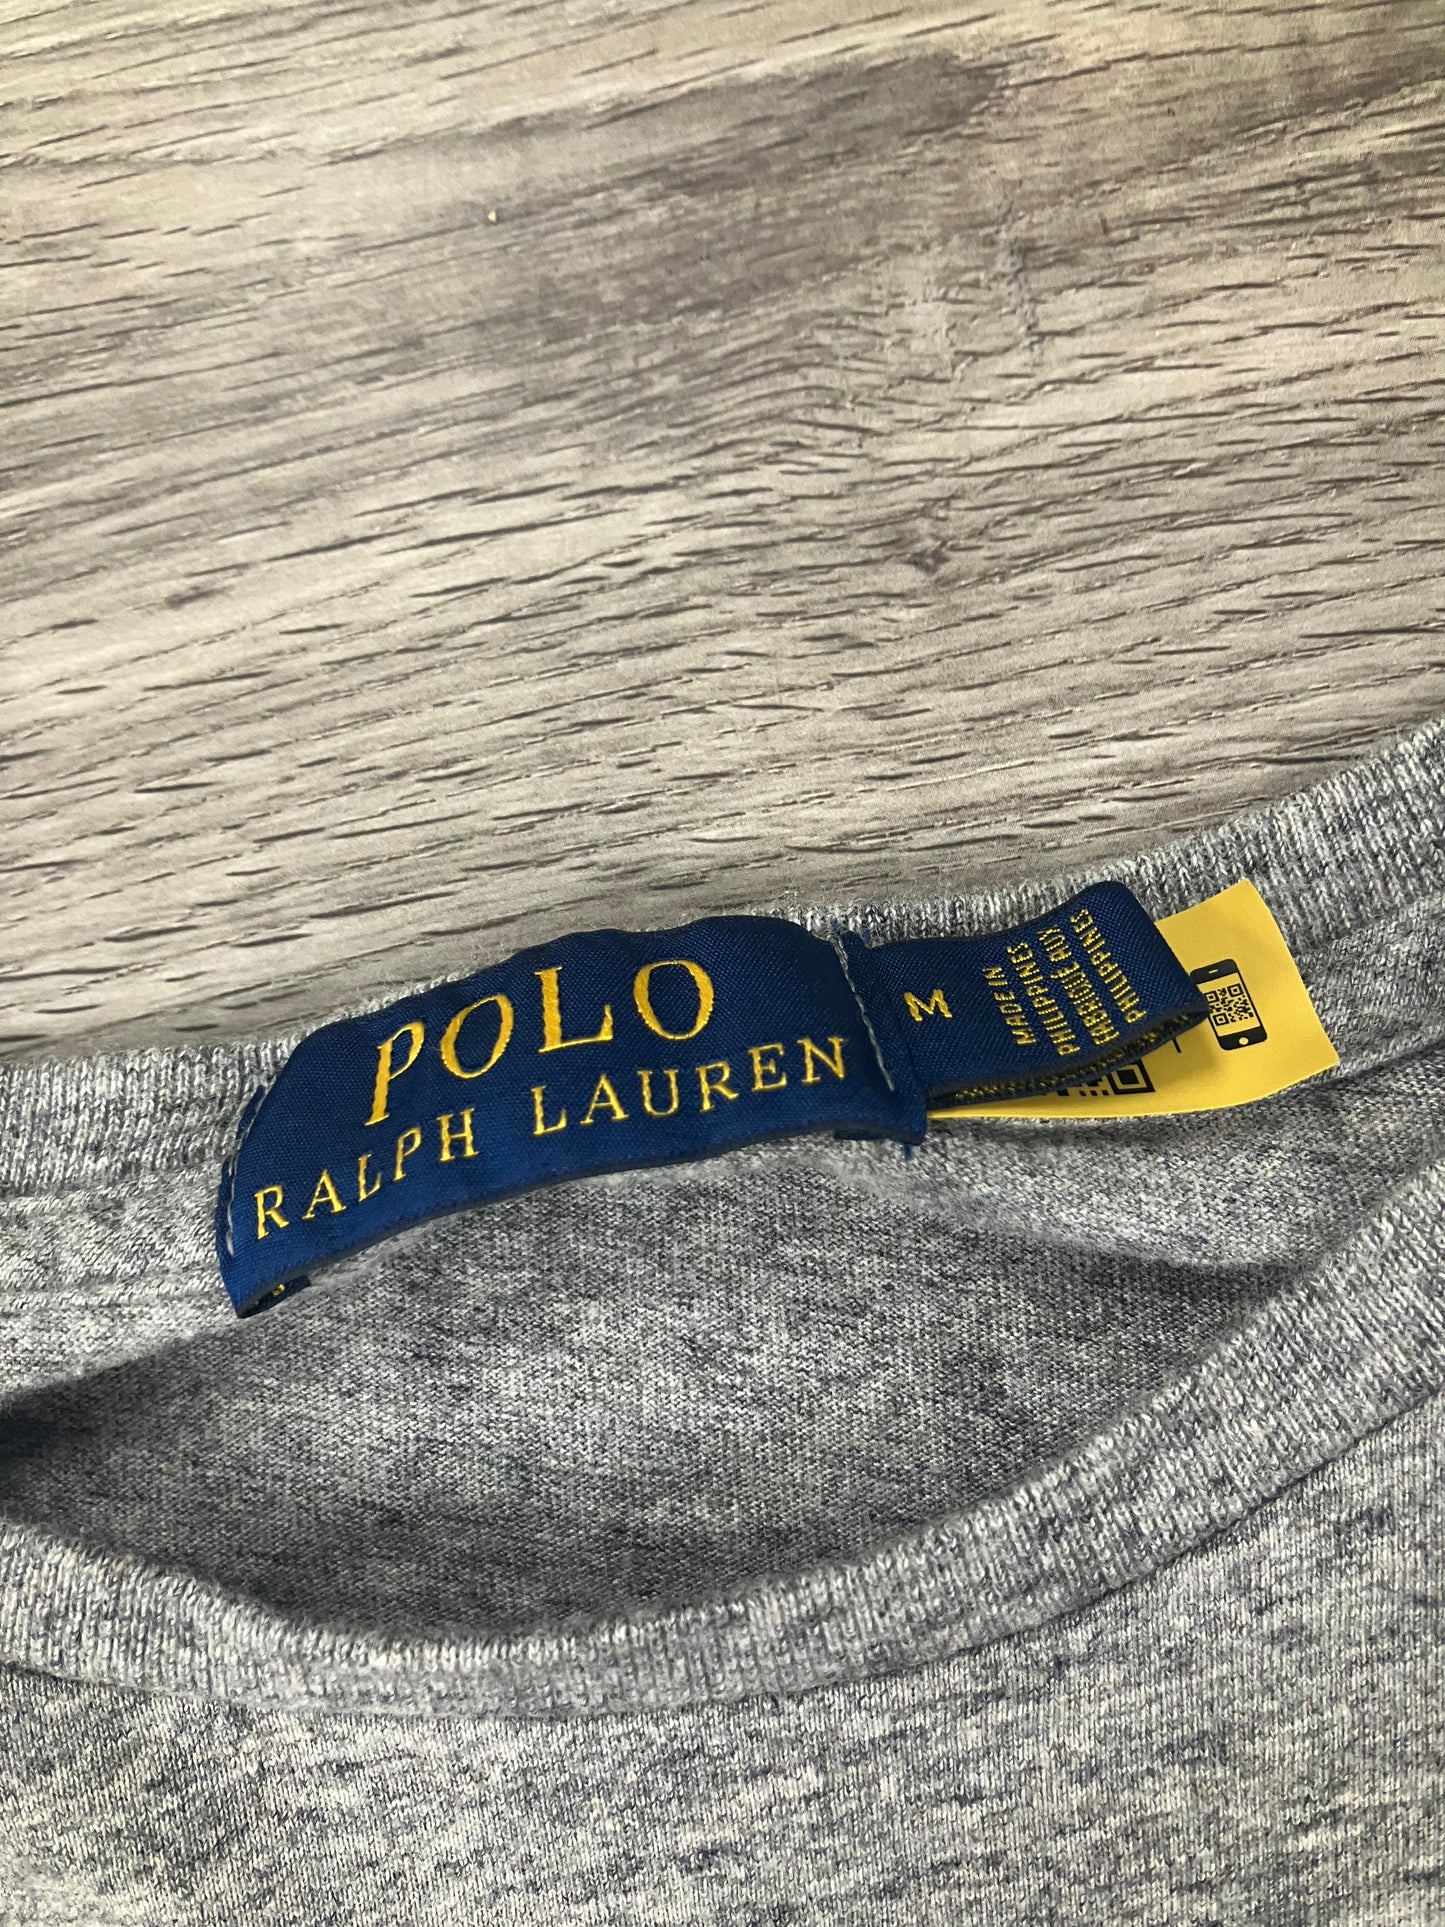 POLO
RALPH LAUREN
M
MADE IN
PHILIPPINES
FABRIQUÉ AUX
PHILIPPINES